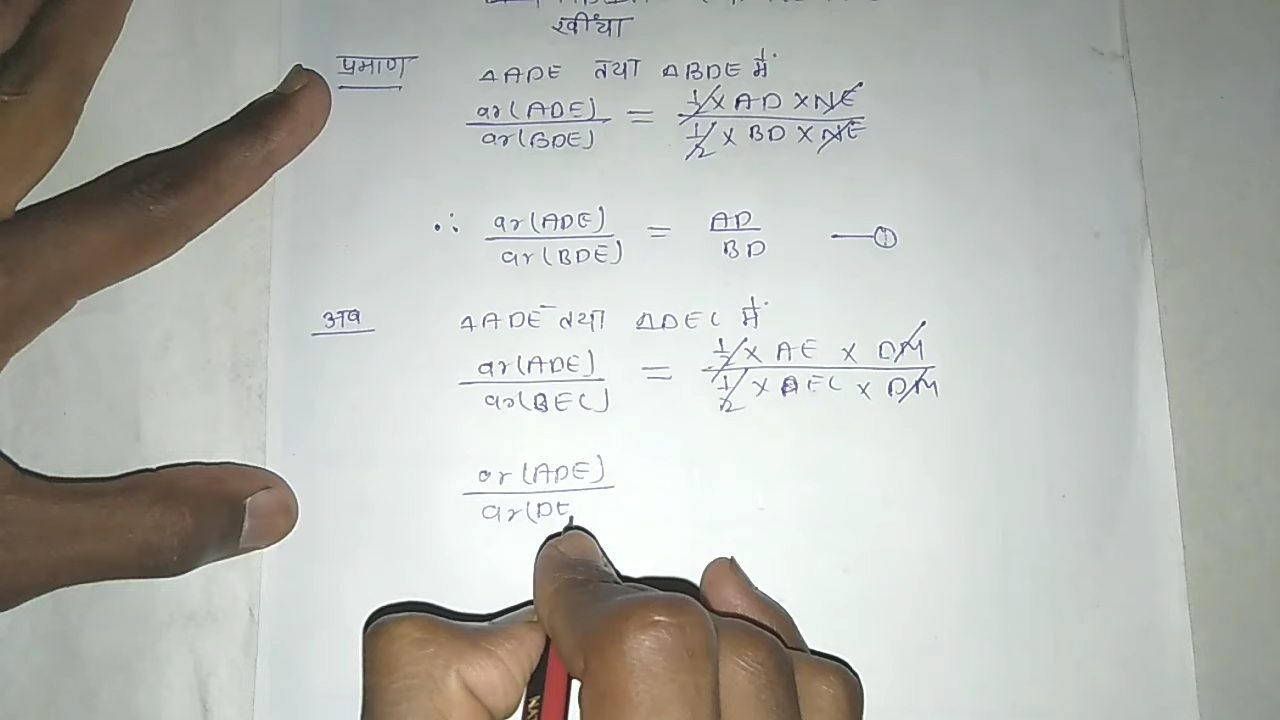 खींचा
प्रमाण ΔADE तथा ΔBDE में
ar(ADE) / ar(BDE) = 1/2 × AD × NE / 1/2 × BD × NE
∴ ar(ADE) / ar(BDE) = AD / BD —①
अब ΔADE तथा ΔDEC में
ar(ADE) / ar(BEC) = 1/2 × AE × DM / 1/2 × EC × DM
ar(ADE) / ar(DE